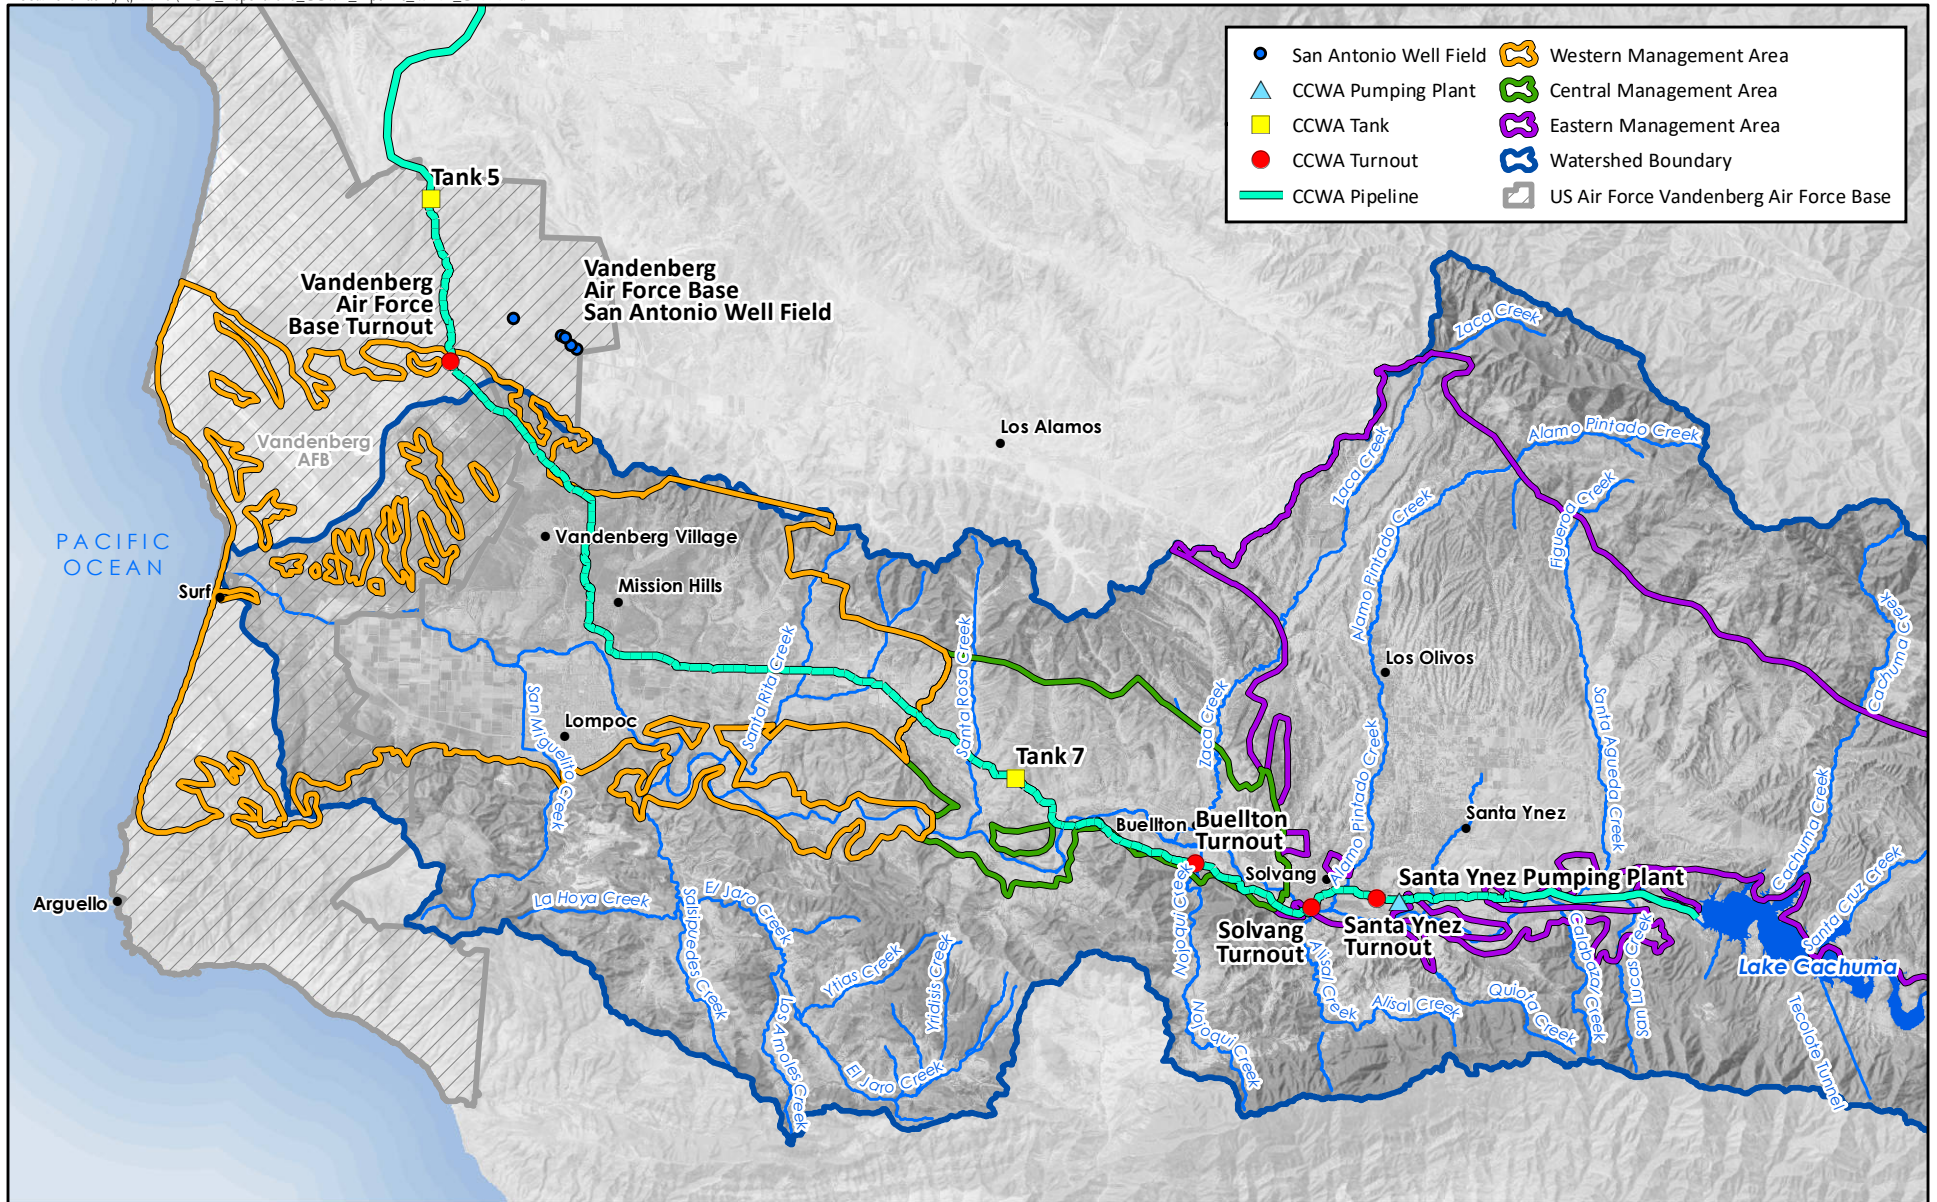 San Antonio Well Field
CCWA Pumping Plant
CCWA Tank
CCWA Turnout
CCWA Pipeline
Western Management Area
Central Management Area
Eastern Management Area
Watershed Boundary
US Air Force Vandenberg Air Force Base
Tank 5
Vandenberg
Air Force
Base Turnout
Vandenberg
Air Force Base
San Antonio Well Field
Zaca Creek
Los Alamos
Alamo Pintado Creek
Vandenberg
AFB
Zaca Creek
Alamo Pintado Creek
Figueroa Creek
PACIFIC
OCEAN
Vandenberg Village
Surf
Mission Hills
Santa Rita Creek
Santa Rosa Creek
Alamo Pintado Creek
Cachuma Creek
Los Olivos
San Miguelito Creek
Lompoc
Zaca Creek
Santa Agueda Creek
Tank 7
Alamo Pintado Creek
Cachuma Creek
Buellton
Buellton
Turnout
Santa Ynez
Solvang
Santa Ynez Pumping Plant
Santa Cruz Creek
Arguello
La Hoya Creek
Salsipuedes Creek
El Jaro Creek
Ytias Creek
Yridisis Creek
Nojoqui Creek
Solvang
Turnout
Santa Ynez
Turnout
Alisal Creek
Alisal Creek
Quiota Creek
Calabazal Creek
San Lucas Creek
Lake Cachuma
Tecolote Tunnel
Los Amoles Creek
El Jaro Creek
Nojoqui Creek